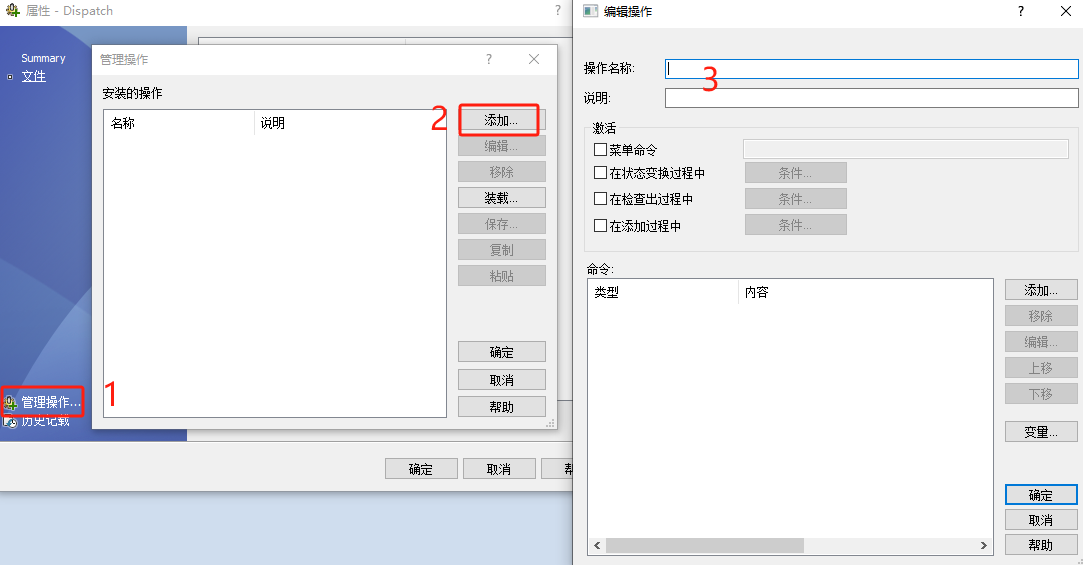 属性 - Dispatch
?
Summary
文件
管理操作...
历史记载
1
管理操作
?
安装的操作
名称
说明
2
添加...
编辑...
移除
装载...
保存...
复制
粘贴
确定
取消
帮助
确定
取消
编辑操作
?
操作名称:
3
说明:
激活
菜单命令
在状态变换过程中
条件...
在检查出过程中
条件...
在添加过程中
条件...
命令:
类型
内容
添加...
移除
编辑...
上移
下移
变量...
确定
取消
帮助